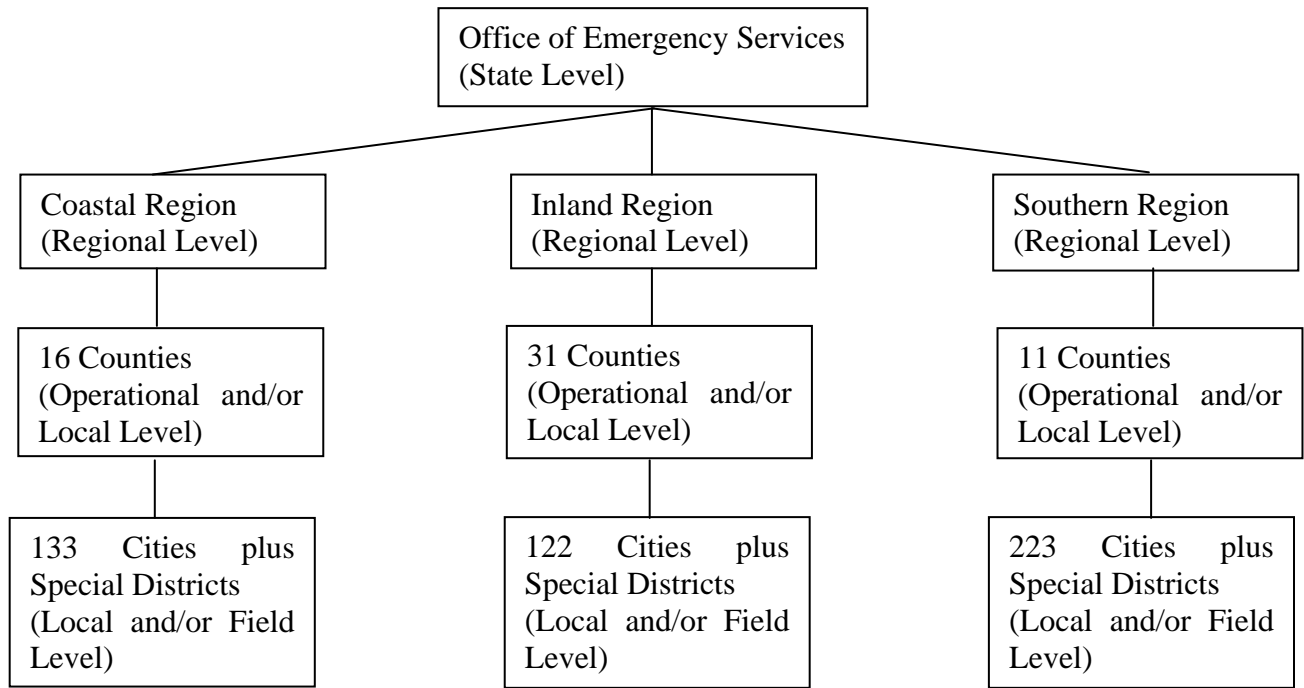 Office of Emergency Services
(State Level)
Coastal Region
(Regional Level)
Inland Region
(Regional Level)
Southern Region
(Regional Level)
16 Counties
(Operational and/or
Local Level)
31 Counties
(Operational and/or
Local Level)
11 Counties
(Operational and/or
Local Level)
133 Cities plus
Special Districts
(Local and/or Field
Level)
122 Cities plus
Special Districts
(Local and/or Field
Level)
223 Cities plus
Special Districts
(Local and/or Field
Level)